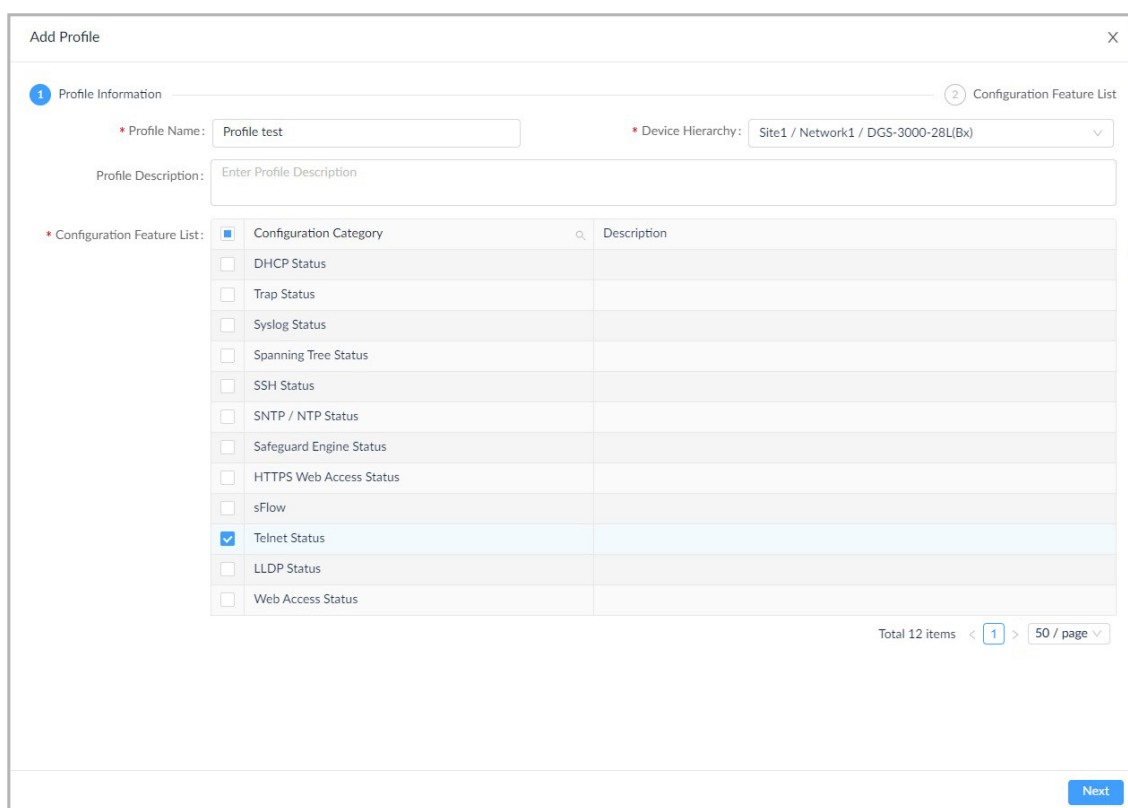 Add Profile
1 Profile Information
2 Configuration Feature List
* Profile Name: Profile test
* Device Hierarchy: Site1 / Network1 / DGS-3000-28L(Bx)
Profile Description: Enter Profile Description
* Configuration Feature List: Configuration Category Description
DHCP Status
Trap Status
Syslog Status
Spanning Tree Status
SSH Status
SNTP / NTP Status
Safeguard Engine Status
HTTPS Web Access Status
sFlow
Telnet Status
LLDP Status
Web Access Status
Total 12 items < 1 > 50 / page
Next